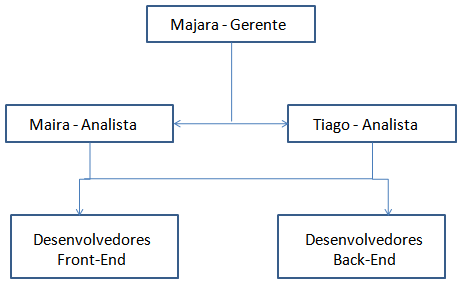 Majara - Gerente
Maira - Analista
Tiago - Analista
Desenvolvedores
Front-End
Desenvolvedores
Back-End